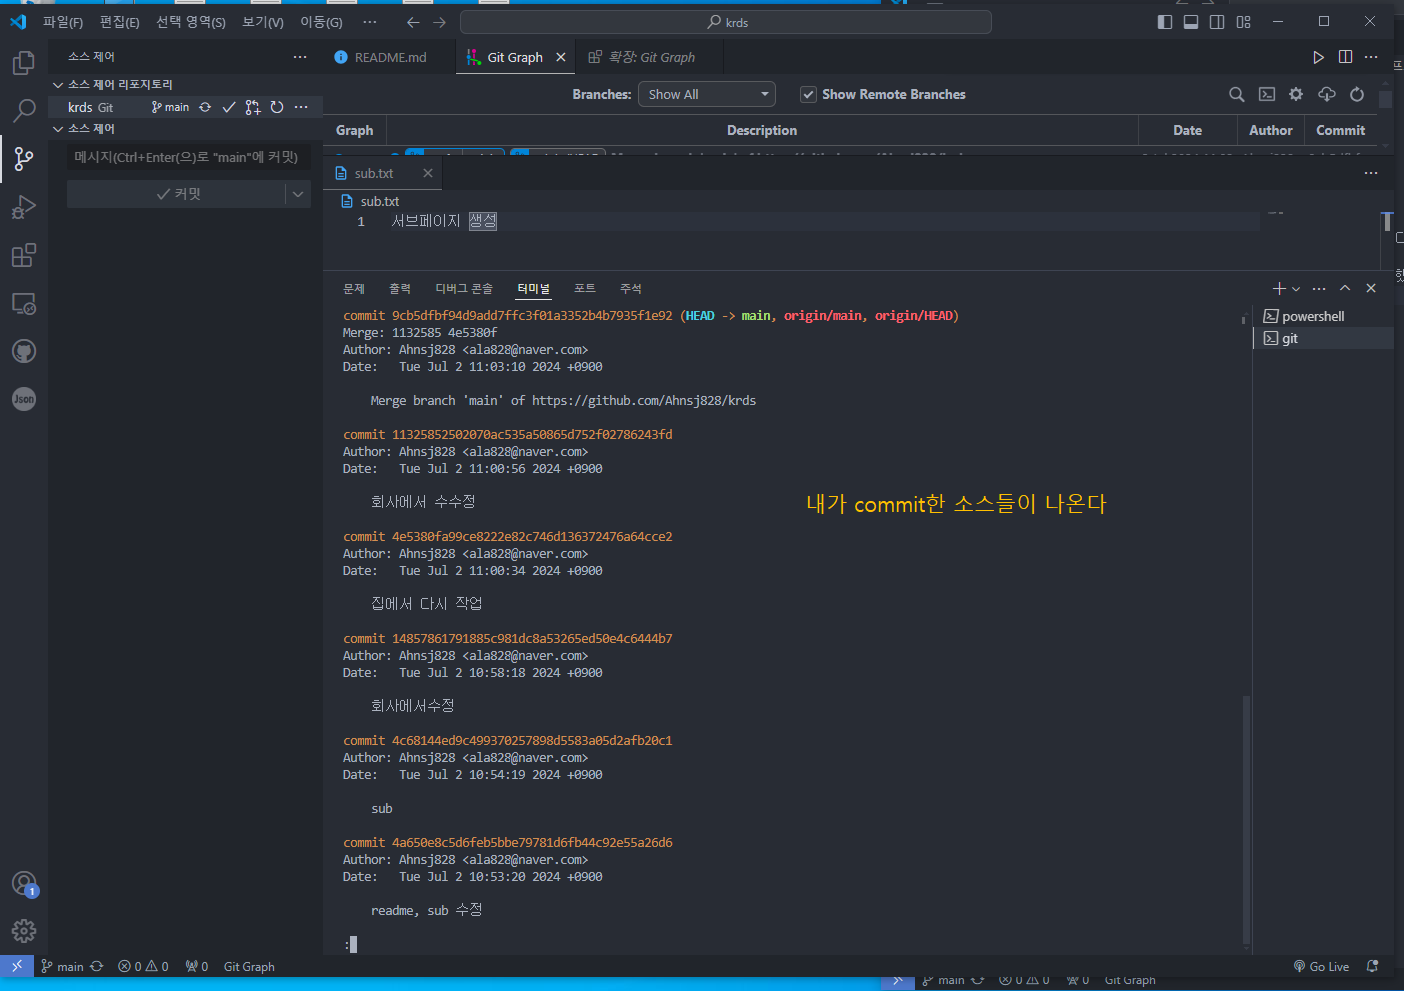 파일(F) 편집(E) 선택 영역(S) 보기(V) 이동(G) ··· krds
소스 제어 ···
README.md Git Graph 확장: Git Graph
소스 제어 리포지토리
krds Git main ···
소스 제어
메시지(Ctrl+Enter(으)로 "main"에 커밋)
커밋
Branches: Show All Show Remote Branches
Graph Description Date Author Commit
sub.txt
sub.txt
1 서브페이지 생성
문제 출력 디버그 콘솔 터미널 포트 주석
powershell
git
commit 9cb5dfbf94d9add7ffc3f01a3352b4b7935f1e92 (HEAD -> main, origin/main, origin/HEAD)
Merge: 1132585 4e5380f
Author: Ahnsj828 <ala828@naver.com>
Date: Tue Jul 2 11:03:10 2024 +0900
Merge branch 'main' of https://github.com/Ahnsj828/krds
commit 11325852502070ac535a50865d752f02786243fd
Author: Ahnsj828 <ala828@naver.com>
Date: Tue Jul 2 11:00:56 2024 +0900
회사에서 수수정
내가 commit한 소스들이 나온다
commit 4e5380fa99ce8222e82c746d136372476a64cce2
Author: Ahnsj828 <ala828@naver.com>
Date: Tue Jul 2 11:00:34 2024 +0900
집에서 다시 작업
commit 14857861791885c981dc8a53265ed50e4c6444b7
Author: Ahnsj828 <ala828@naver.com>
Date: Tue Jul 2 10:58:18 2024 +0900
회사에서수정
commit 4c68144ed9c499370257898d5583a05d2afb20c1
Author: Ahnsj828 <ala828@naver.com>
Date: Tue Jul 2 10:54:19 2024 +0900
sub
commit 4a650e8c5d6feb5bbe79781d6fb44c92e55a26d6
Author: Ahnsj828 <ala828@naver.com>
Date: Tue Jul 2 10:53:20 2024 +0900
readme, sub 수정
:
Json
1
main 0 0 0 Git Graph Go Live
main 0 0 0 Git Graph